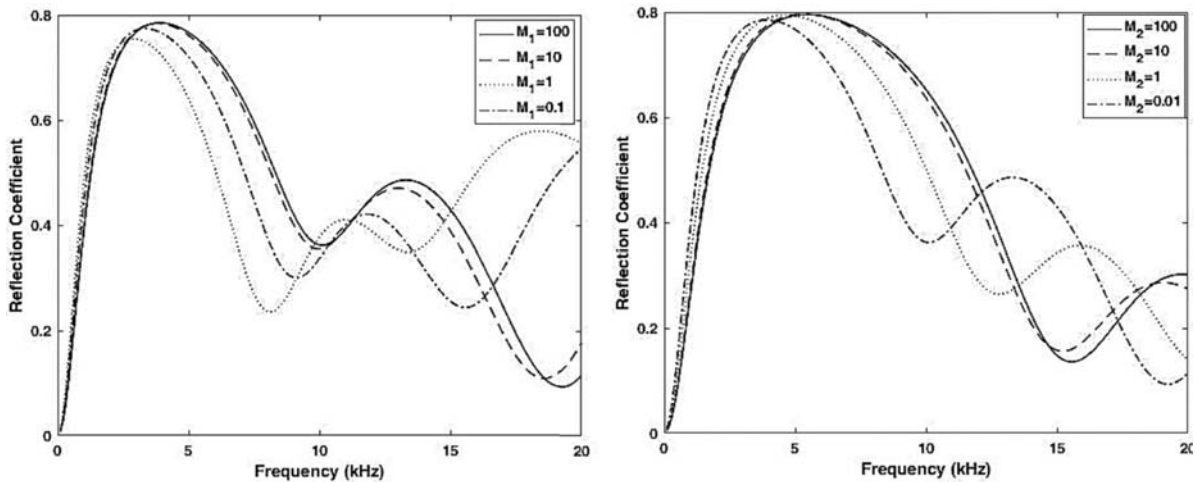 0.8
0.6
0.4
0.2
0
Reflection Coefficient
0 5 10 15 20
Frequency (kHz)
M1=100
M1=10
M1=1
M1=0.1
0.8
0.6
0.4
0.2
0
Reflection Coefficient
0 5 10 15 20
Frequency (kHz)
M2=100
M2=10
M2=1
M2=0.01